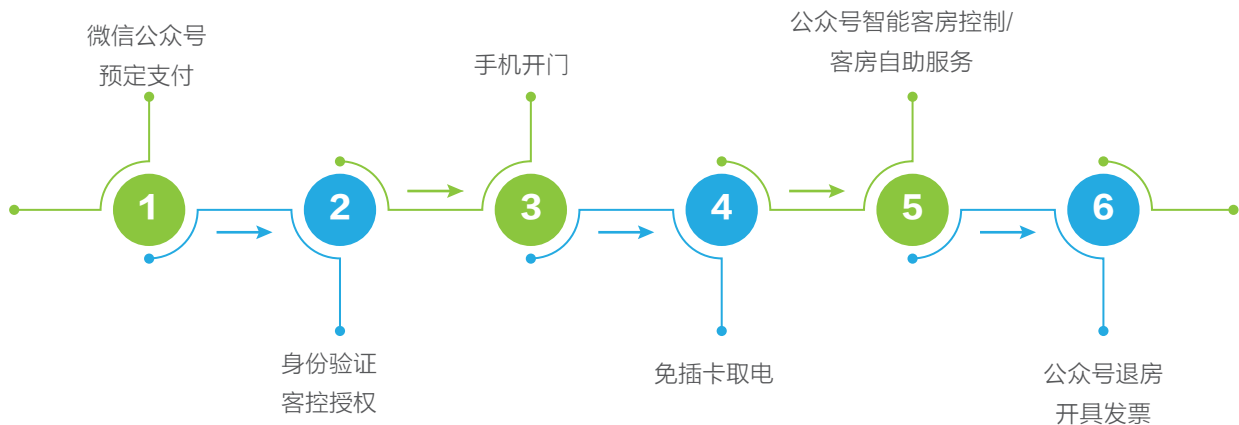 微信公众号
预定支付
1
身份验证
客控授权
2
手机开门
3
免插卡取电
4
公众号智能客房控制/
客房自助服务
5
公众号退房
开具发票
6